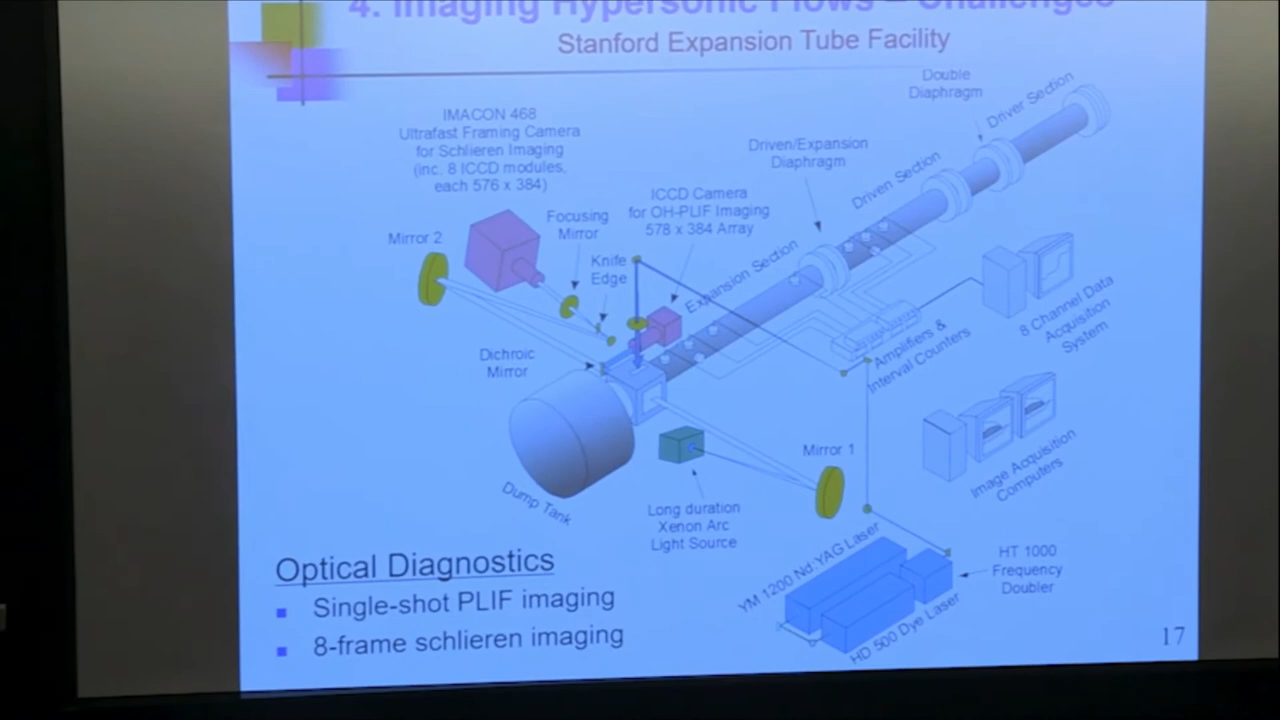 4. Imaging Hypersonic Flows – Challenges
Stanford Expansion Tube Facility
Double
Diaphragm
Driver Section
IMACON 468
Ultrafast Framing Camera
for Schlieren Imaging
(inc. 8 ICCD modules,
each 576 x 384)
Driven/Expansion
Diaphragm
Driven Section
ICCD Camera
for OH-PLIF Imaging
578 x 384 Array
Focusing
Mirror
Mirror 2
Knife
Edge
Expansion Section
8 Channel Data
Acquisition
System
Amplifiers &
Interval Counters
Dichroic
Mirror
Mirror 1
Image Acquisition
Computers
Dump Tank
Long duration
Xenon Arc
Light Source
YM 1200 Nd:YAG Laser
HT 1000
Frequency
Doubler
HD 500 Dye Laser
Optical Diagnostics
Single-shot PLIF imaging
8-frame schlieren imaging
17